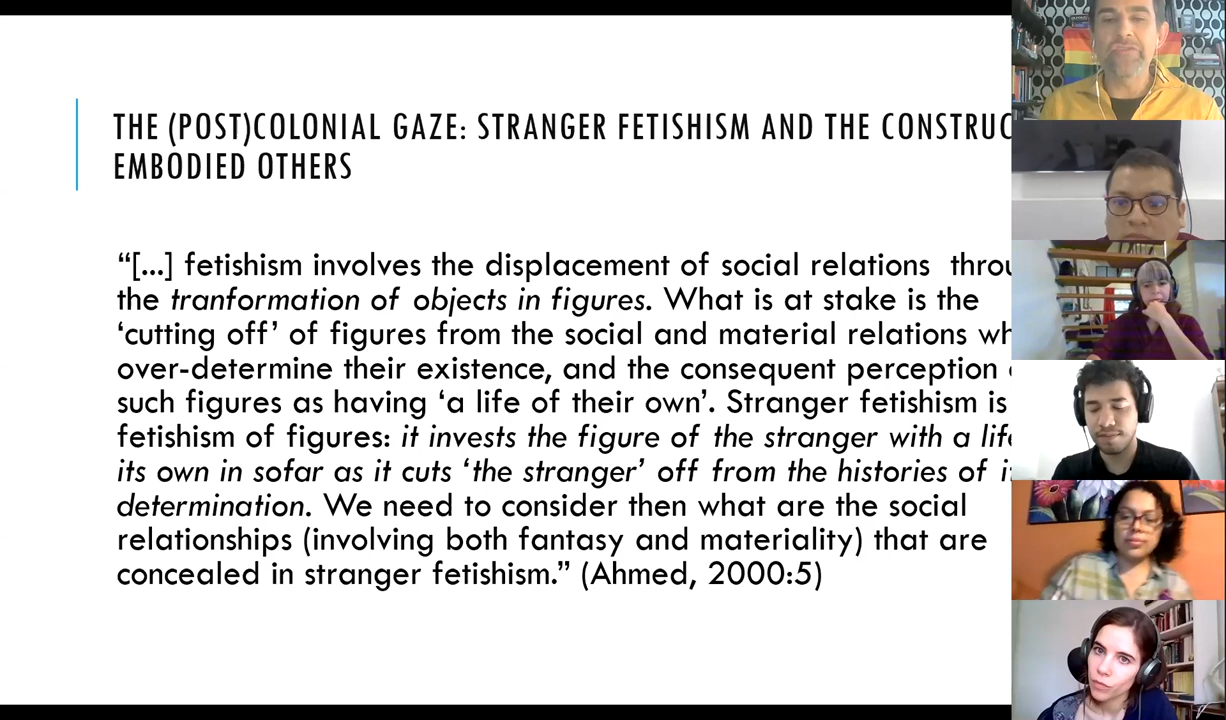 THE (POST)COLONIAL GAZE: STRANGER FETISHISM AND THE
EMBODIED OTHERS
“[...] fetishism involves the displacement of social relations
the tranformation of objects in figures. What is at stake is the
‘cutting off’ of figures from the social and material relations
over-determine their existence, and the consequent perception
such figures as having ‘a life of their own’. Stranger fetishism is
fetishism of figures: it invests the figure of the stranger with a
its own in sofar as it cuts ‘the stranger’ off from the histories of
determination. We need to consider then what are the social
relationships (involving both fantasy and materiality) that are
concealed in stranger fetishism.” (Ahmed, 2000:5)